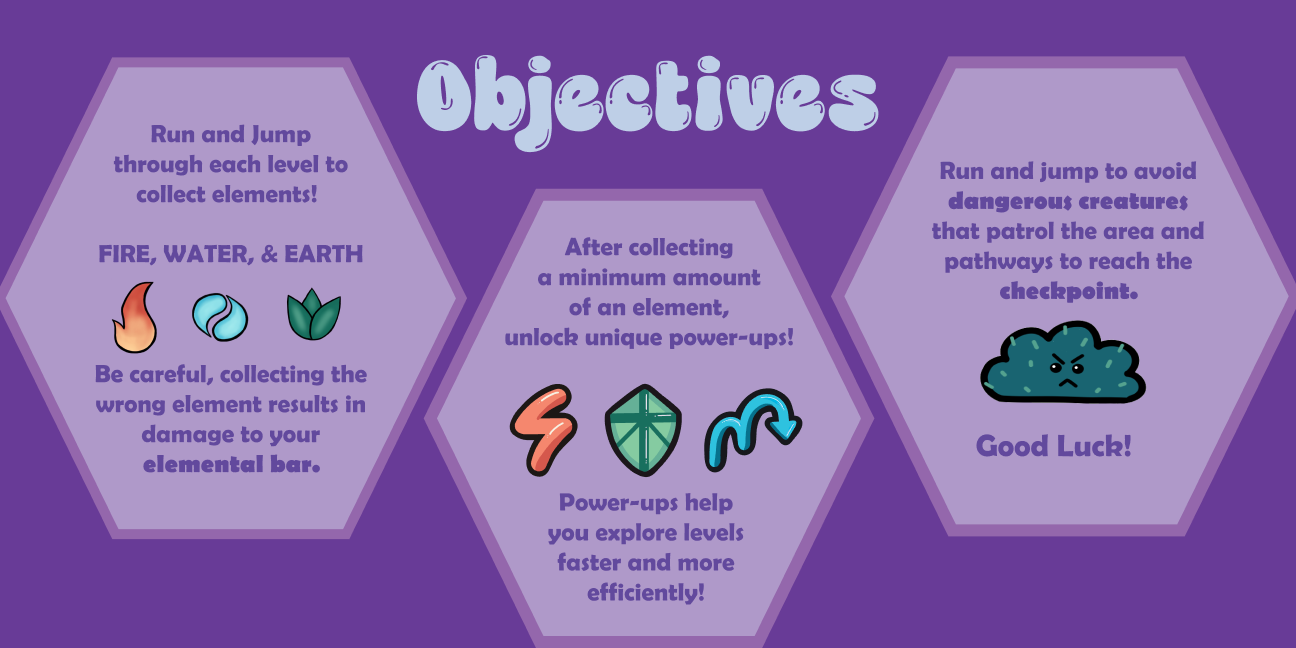 Objectives
Run and Jump
through each level to
collect elements!
FIRE, WATER, & EARTH
Be careful, collecting the
wrong element results in
damage to your
elemental bar.
After collecting
a minimum amount
of an element,
unlock unique power-ups!
Power-ups help
you explore levels
faster and more
efficiently!
Run and jump to avoid
dangerous creatures
that patrol the area and
pathways to reach the
checkpoint.
Good Luck!